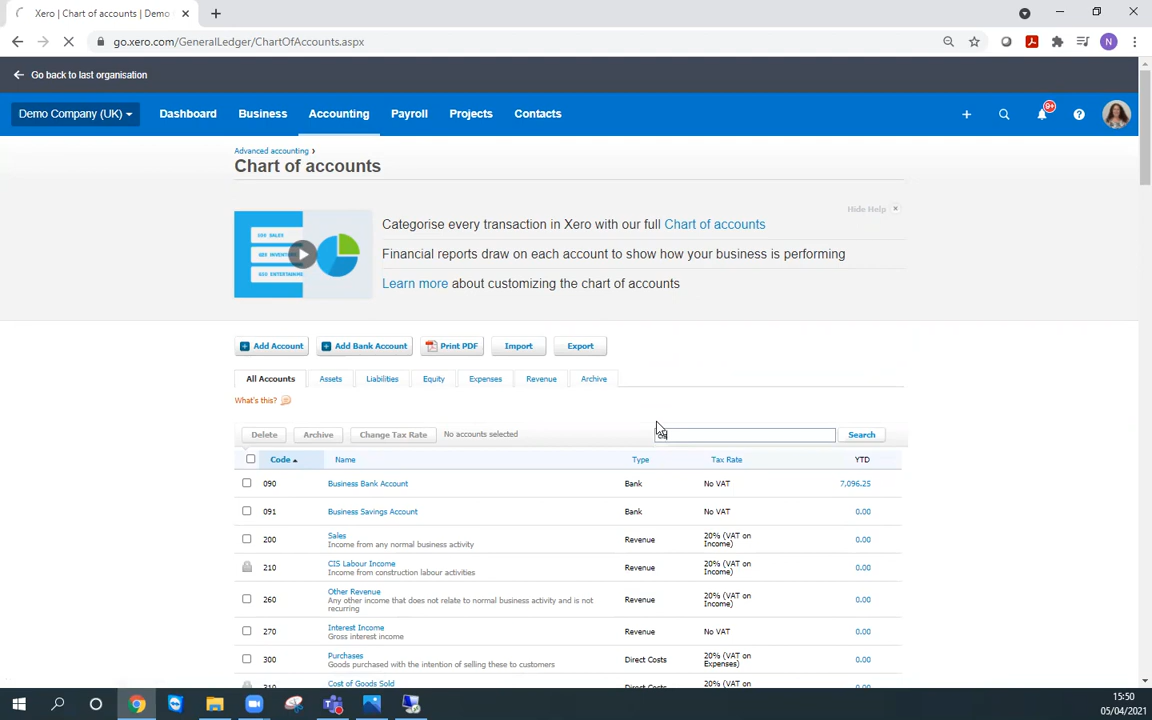 Xero | Chart of accounts | Demo
go.xero.com/GeneralLedger/ChartOfAccounts.aspx
N
Go back to last organisation
Demo Company (UK)
Dashboard
Business
Accounting
Payroll
Projects
Contacts
9+
Advanced accounting ›
Chart of accounts
Hide Help
Categorise every transaction in Xero with our full Chart of accounts
Financial reports draw on each account to show how your business is performing
Learn more about customizing the chart of accounts
200 SALES
Add Account
Add Bank Account
Print PDF
Import
Export
All Accounts
Assets
Liabilities
Equity
Expenses
Revenue
Archive
What's this?
Delete
Archive
Change Tax Rate
No accounts selected
Search
Code
Name
Type
Tax Rate
YTD
090 Business Bank Account Bank No VAT 7,096.25
091 Business Savings Account Bank No VAT 0.00
200 Sales Revenue 20% (VAT on Income) 0.00
Income from any normal business activity
210 CIS Labour Income Revenue 20% (VAT on Income) 0.00
Income from construction labour activities
260 Other Revenue Revenue 20% (VAT on Income) 0.00
Any other income that does not relate to normal business activity and is not
recurring
270 Interest Income Revenue No VAT 0.00
Gross interest income
300 Purchases Direct Costs 20% (VAT on Expenses) 0.00
Goods purchased with the intention of selling these to customers
310 Cost of Goods Sold Direct Costs 20% (VAT on 0.00
15:50
05/04/2021